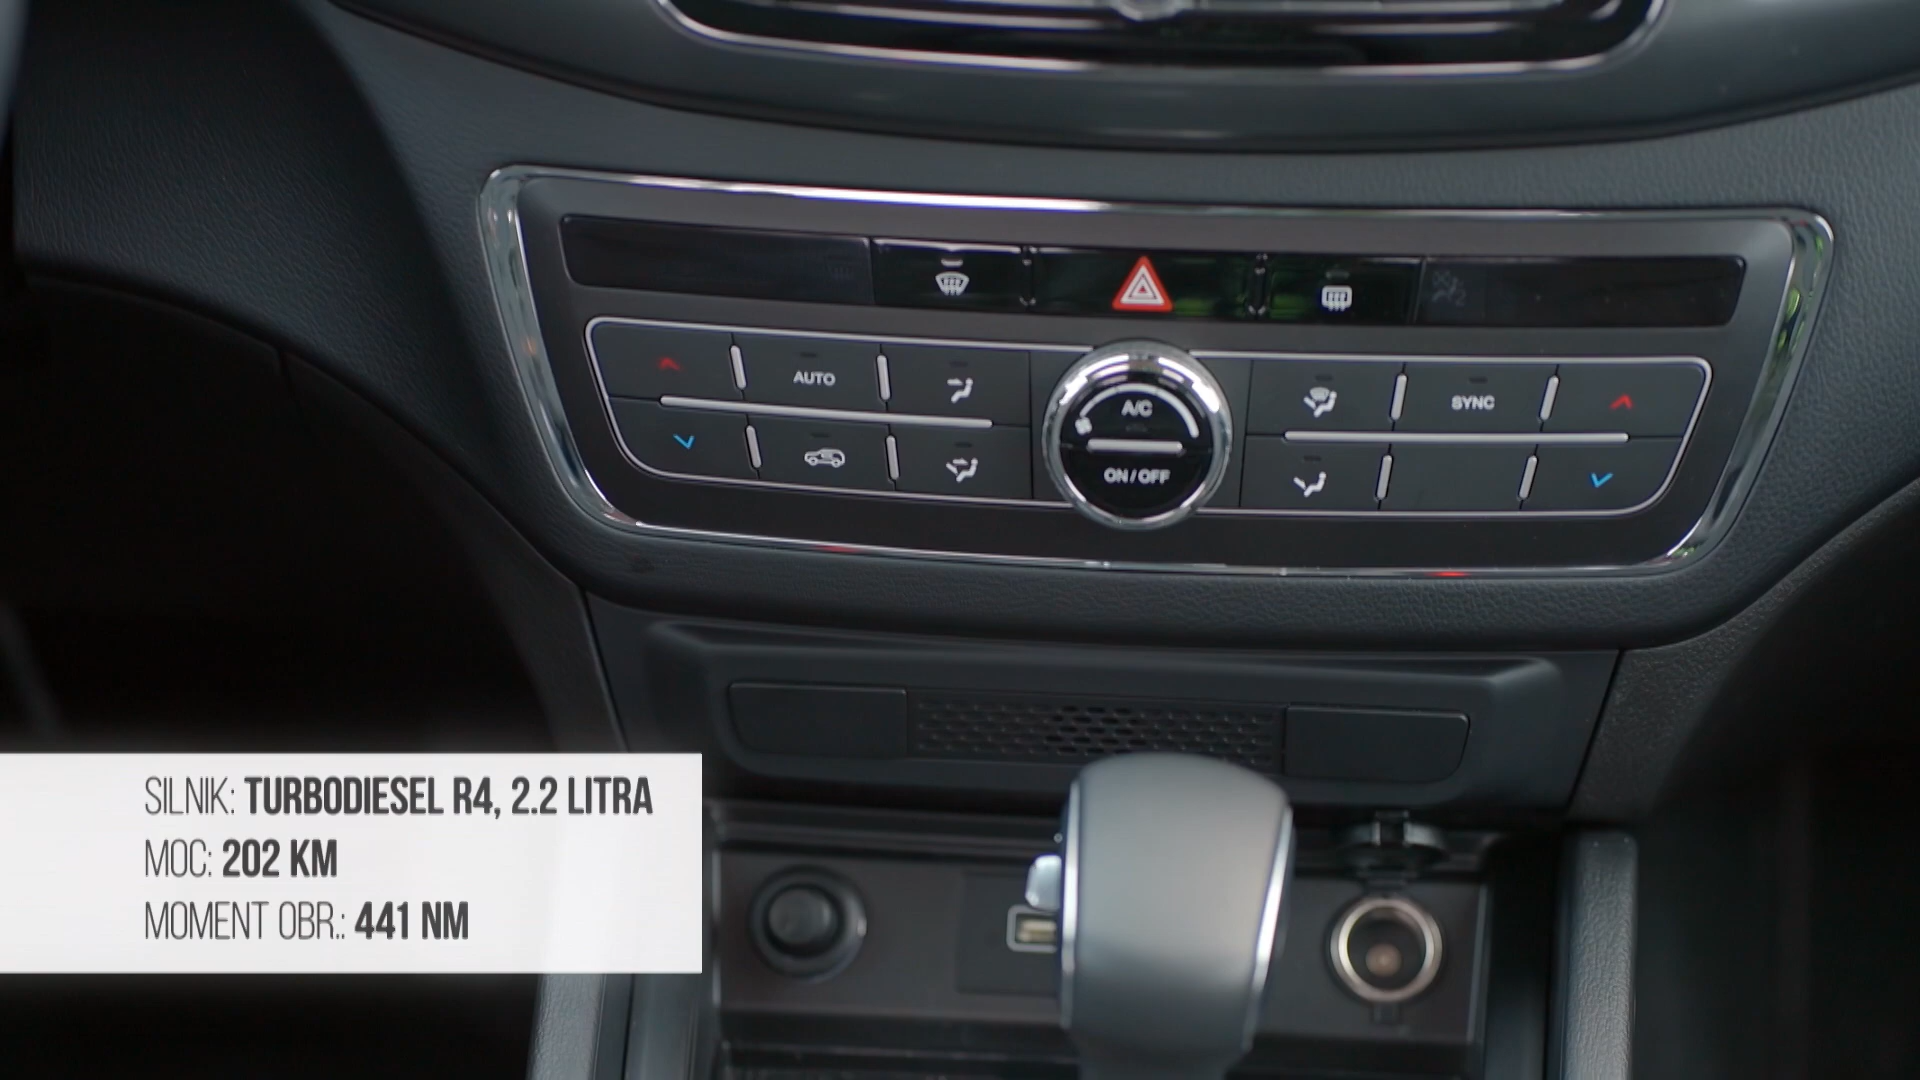 AUTO
A/C
SYNC
ON/OFF
SILNIK: TURBODIESEL R4, 2.2 LITRA
MOC: 202 KM
MOMENT OBR.: 441 NM